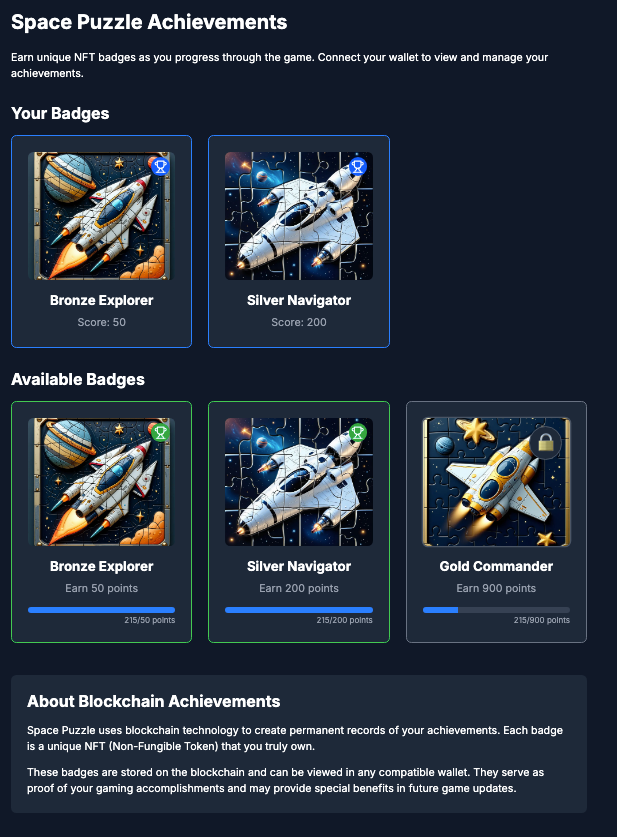 Space Puzzle Achievements
Earn unique NFT badges as you progress through the game. Connect your wallet to view and manage your
achievements.
Your Badges
Bronze Explorer
Score: 50
Silver Navigator
Score: 200
Available Badges
Bronze Explorer
Earn 50 points
215/50 points
Silver Navigator
Earn 200 points
215/200 points
Gold Commander
Earn 900 points
215/900 points
About Blockchain Achievements
Space Puzzle uses blockchain technology to create permanent records of your achievements. Each badge
is a unique NFT (Non-Fungible Token) that you truly own.
These badges are stored on the blockchain and can be viewed in any compatible wallet. They serve as
proof of your gaming accomplishments and may provide special benefits in future game updates.